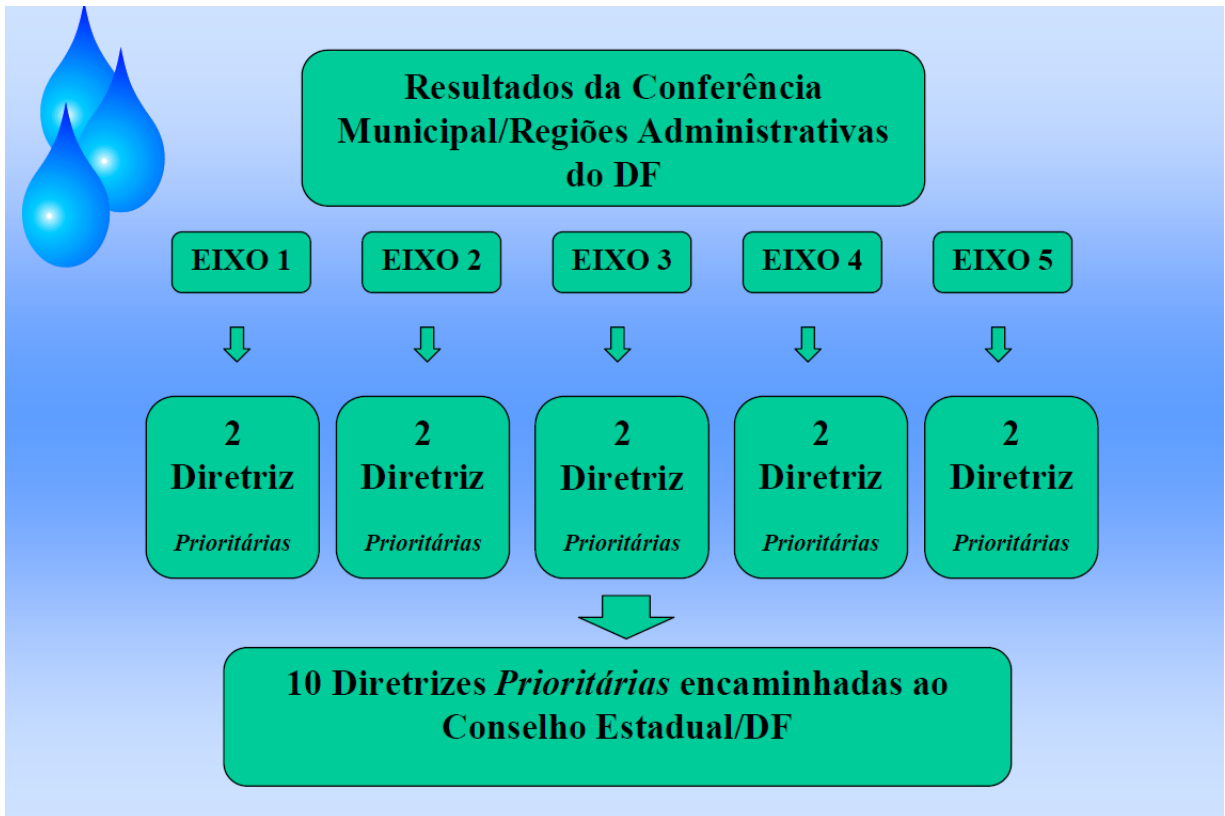 Resultados da Conferência
Municipal/Regiões Administrativas
do DF
EIXO 1
EIXO 2
EIXO 3
EIXO 4
EIXO 5
2
Diretriz
Prioritárias
2
Diretriz
Prioritárias
2
Diretriz
Prioritárias
2
Diretriz
Prioritárias
2
Diretriz
Prioritárias
10 Diretrizes Prioritárias encaminhadas ao
Conselho Estadual/DF